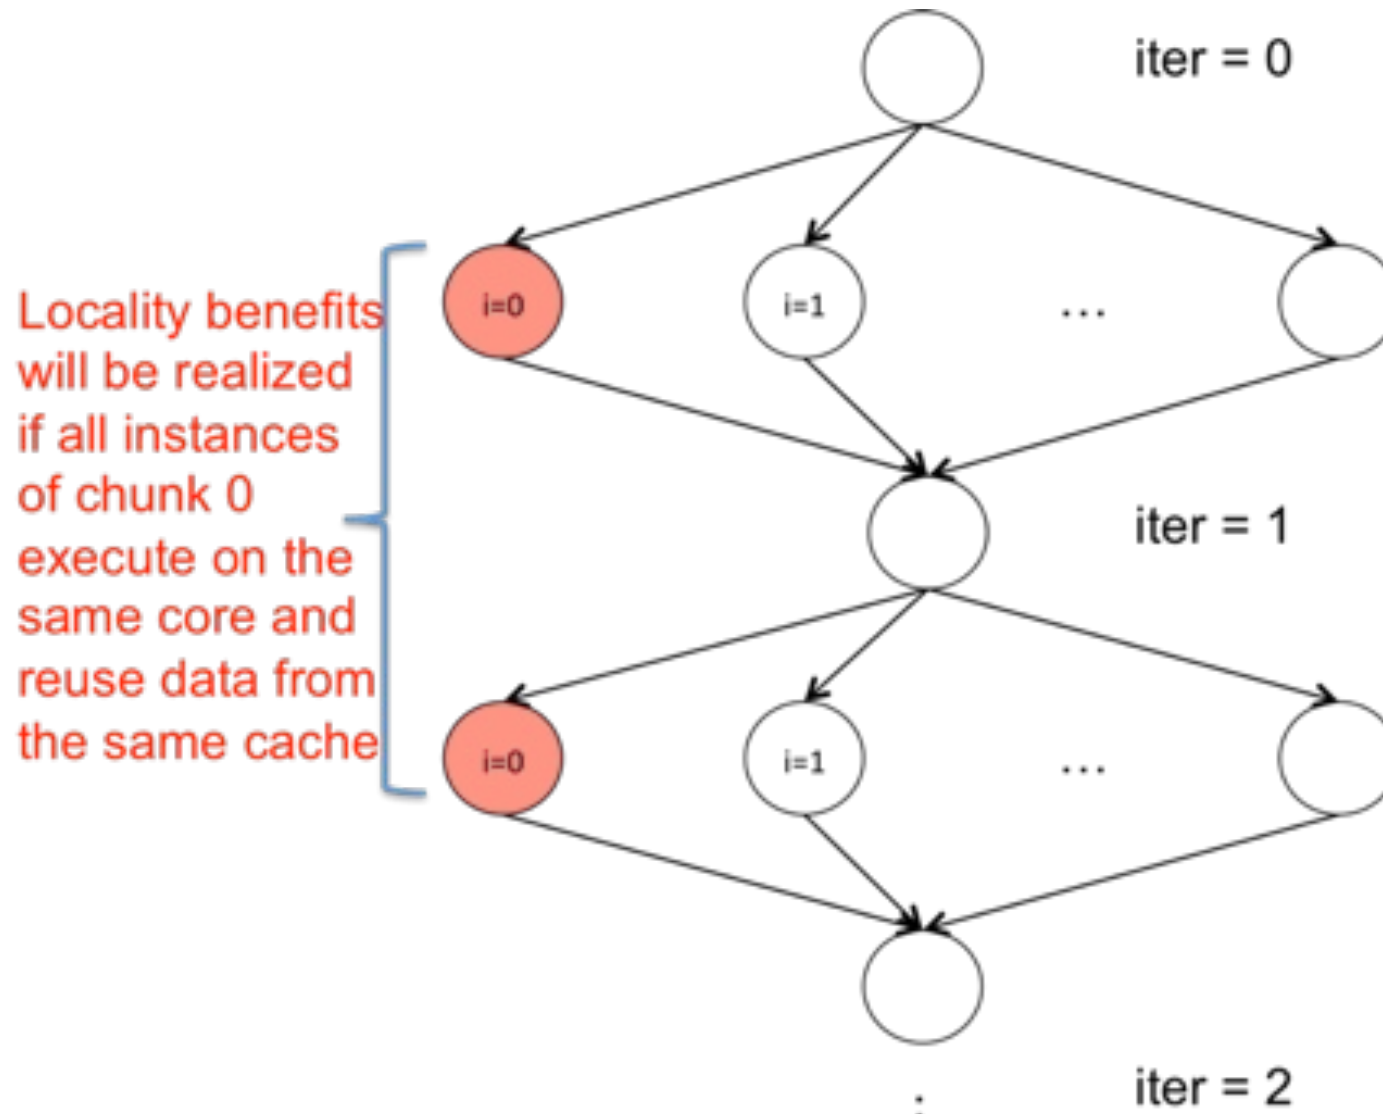 iter = 0
Locality benefits
will be realized
if all instances
of chunk 0
execute on the
same core and
reuse data from
the same cache
i=0
i=1
...
iter = 1
i=0
i=1
...
iter = 2